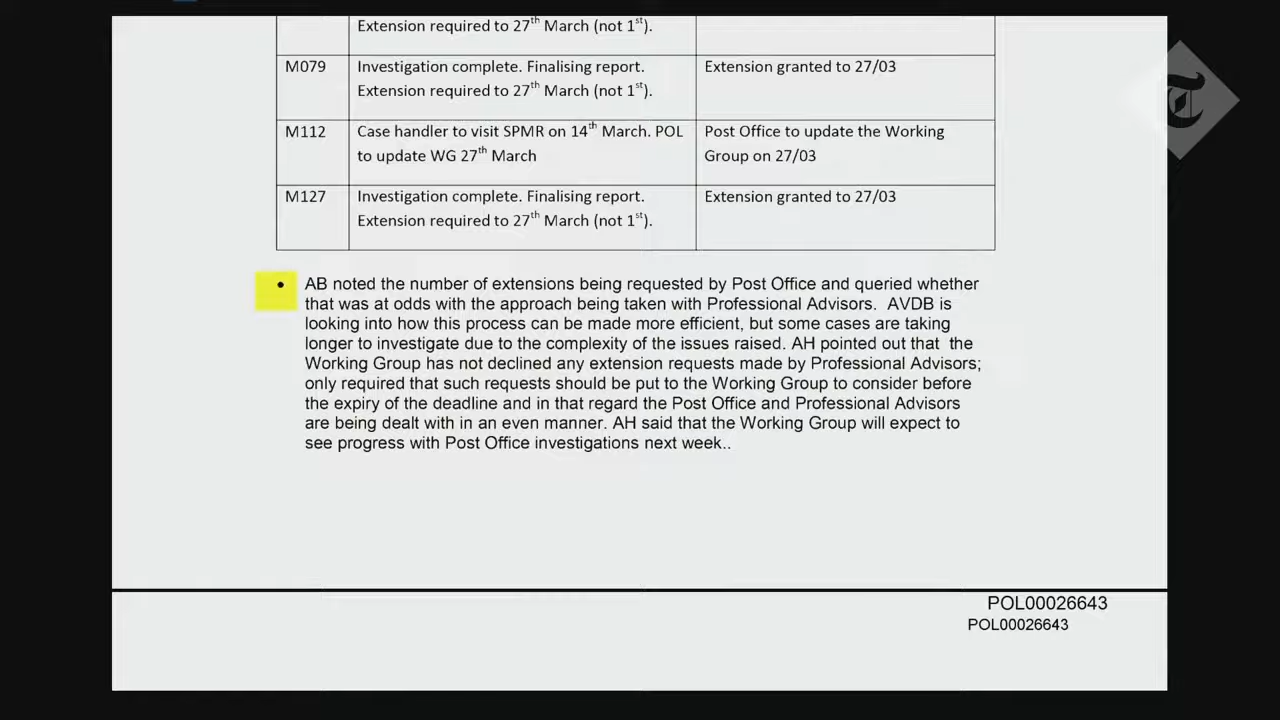 Extension required to 27th March (not 1st).
M079 Investigation complete. Finalising report. Extension granted to 27/03
Extension required to 27th March (not 1st).
M112 Case handler to visit SPMR on 14th March. POL Post Office to update the Working
to update WG 27th March Group on 27/03
M127 Investigation complete. Finalising report. Extension granted to 27/03
Extension required to 27th March (not 1st).
• AB noted the number of extensions being requested by Post Office and queried whether
that was at odds with the approach being taken with Professional Advisors. AVDB is
looking into how this process can be made more efficient, but some cases are taking
longer to investigate due to the complexity of the issues raised. AH pointed out that the
Working Group has not declined any extension requests made by Professional Advisors;
only required that such requests should be put to the Working Group to consider before
the expiry of the deadline and in that regard the Post Office and Professional Advisors
are being dealt with in an even manner. AH said that the Working Group will expect to
see progress with Post Office investigations next week..
POL00026643
POL00026643
T